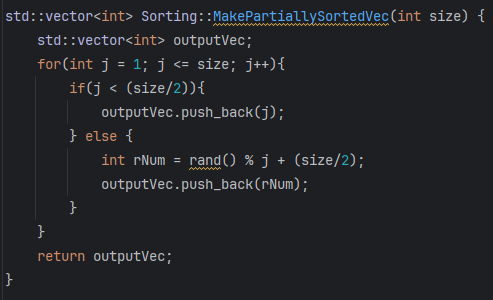 std::vector<int> Sorting::MakePartiallySortedVec(int size) {
    std::vector<int> outputVec;
    for(int j = 1; j <= size; j++){
        if(j < (size/2)){
            outputVec.push_back(j);
        } else {
            int rNum = rand() % j + (size/2);
            outputVec.push_back(rNum);
        }
    }
    return outputVec;
}